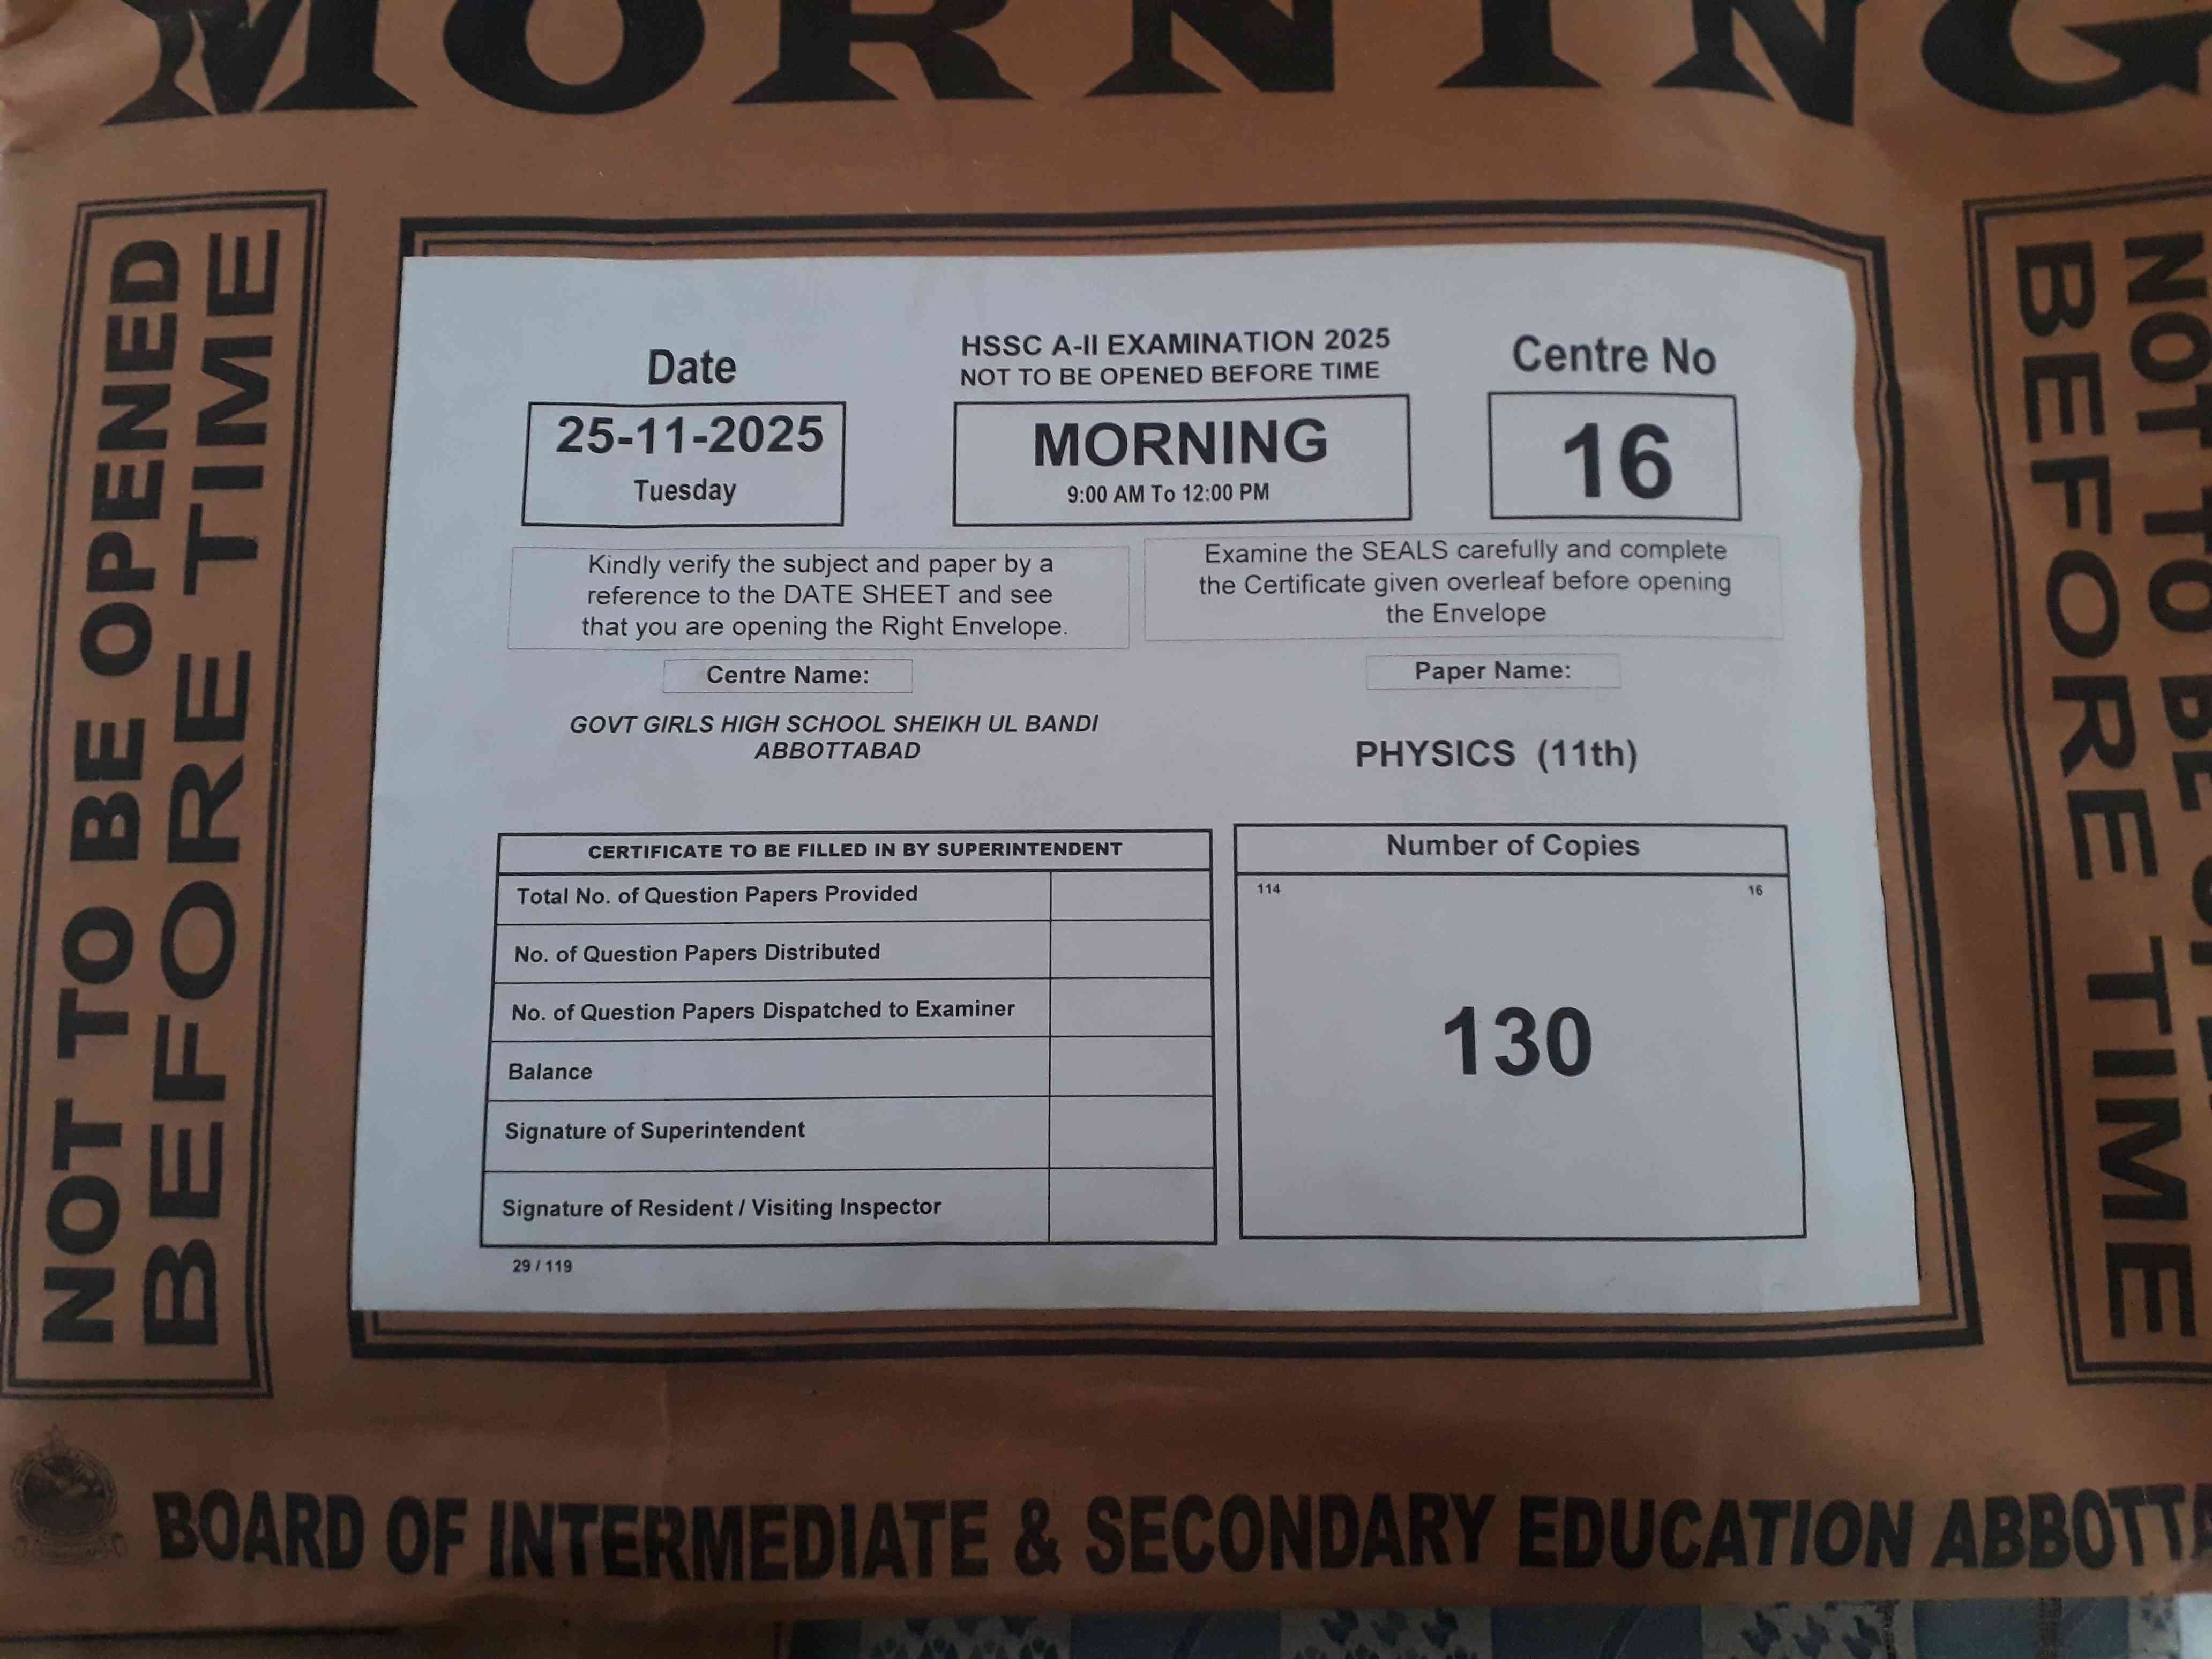 MORNING
NOT TO BE OPENED
BEFORE TIME
Date
25-11-2025
Tuesday
HSSC A-II EXAMINATION 2025
NOT TO BE OPENED BEFORE TIME
MORNING
9:00 AM To 12:00 PM
Centre No
16
Kindly verify the subject and paper by a
reference to the DATE SHEET and see
that you are opening the Right Envelope.
Examine the SEALS carefully and complete
the Certificate given overleaf before opening
the Envelope
Centre Name:
GOVT GIRLS HIGH SCHOOL SHEIKH UL BANDI
ABBOTTABAD
Paper Name:
PHYSICS (11th)
CERTIFICATE TO BE FILLED IN BY SUPERINTENDENT
Total No. of Question Papers Provided
No. of Question Papers Distributed
No. of Question Papers Dispatched to Examiner
Balance
Signature of Superintendent
Signature of Resident / Visiting Inspector
29 / 119
Number of Copies
114 16
130
NOT TO BE
BEFORE TIME
BOARD OF INTERMEDIATE & SECONDARY EDUCATION ABBOTTA